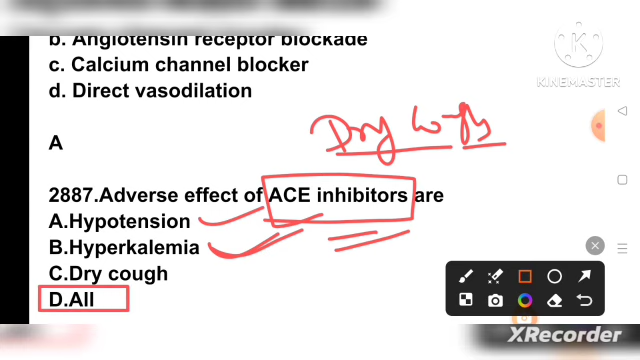 b. Angiotensin receptor blockade
c. Calcium channel blocker
d. Direct vasodilation
KINEMASTER
Dry Cough
A
2887.Adverse effect of ACE inhibitors are
A.Hypotension
B.Hyperkalemia
C.Dry cough
D.All
XRecorder